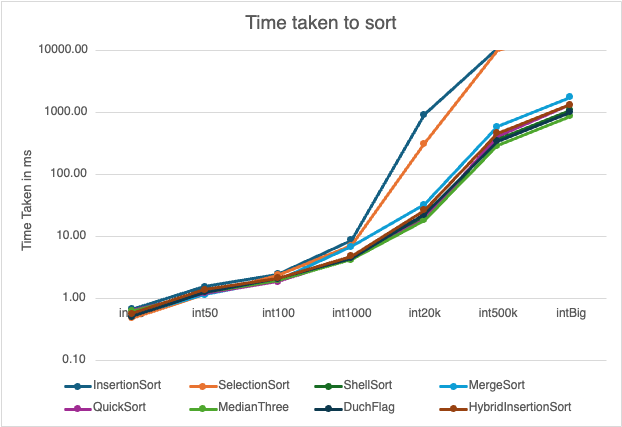 Time taken to sort
10000.00
1000.00
100.00
10.00
1.00
0.10
Time Taken in ms
int50 int100 int1000 int20k int500k intBig
InsertionSort SelectionSort ShellSort MergeSort
QuickSort MedianThree DuchFlag HybridInsertionSort